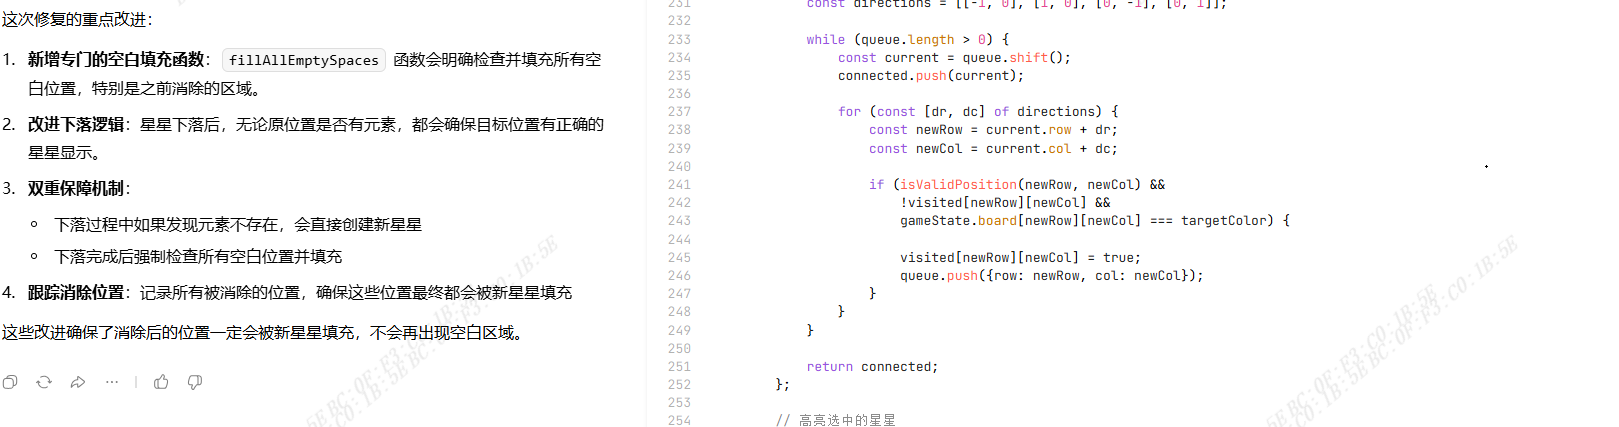 这次修复的重点改进：
1. 新增专门的空白填充函数： fillAllEmptySpaces 函数会明确检查并填充所有空
白位置，特别是之前消除的区域。
2. 改进下落逻辑：星星下落后，无论原位置是否有元素，都会确保目标位置有正确的
星星显示。
3. 双重保障机制：
下落过程中如果发现元素不存在，会直接创建新星星
下落完成后强制检查所有空白位置并填充
4. 跟踪消除位置：记录所有被消除的位置，确保这些位置最终都会被新星星填充
这些改进确保了消除后的位置一定会被新星星填充，不会再出现空白区域。
231 const directions = [[-1, 0], [1, 0], [0, -1], [0, 1]];
232
233 while (queue.length > 0) {
234 const current = queue.shift();
235 connected.push(current);
236
237 for (const [dr, dc] of directions) {
238 const newRow = current.row + dr;
239 const newCol = current.col + dc;
240
241 if (isValidPosition(newRow, newCol) &&
242 !visited[newRow][newCol] &&
243 gameState.board[newRow][newCol] === targetColor) {
244
245 visited[newRow][newCol] = true;
246 queue.push({row: newRow, col: newCol});
247 }
248 }
249 }
250
251 return connected;
252 };
253
254 // 高亮选中的星星